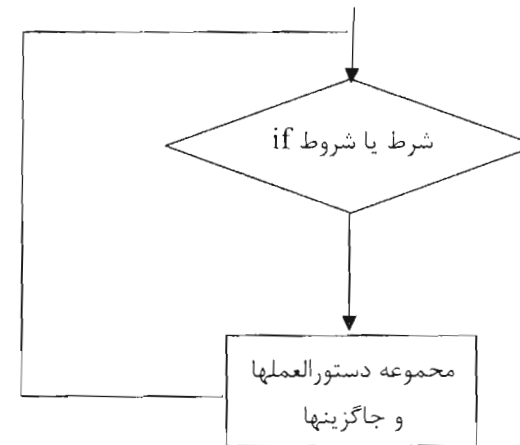 شرط یا شروط if
مجموعه دستورالعملها
و جاگزینها